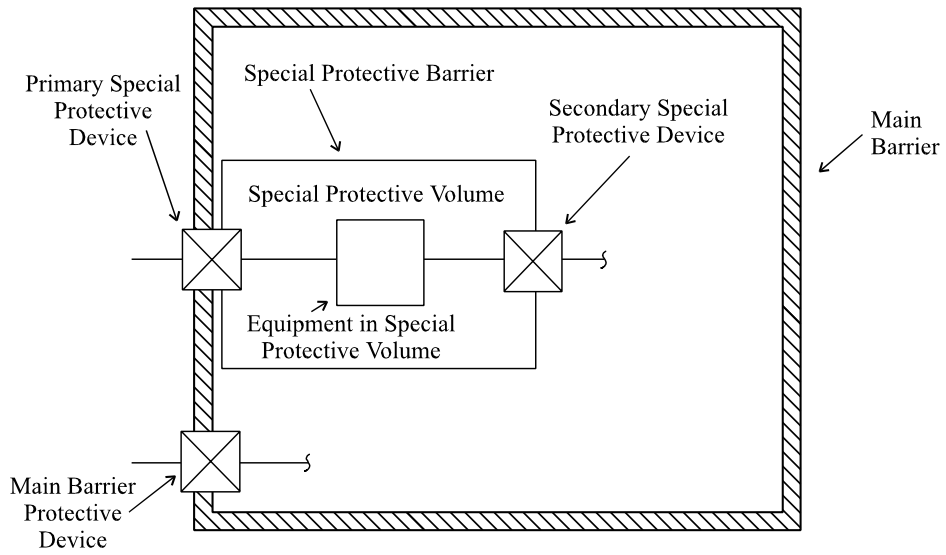 Special Protective Barrier
Primary Special
Protective
Device
Secondary Special
Protective Device
Main
Barrier
Special Protective Volume
Equipment in Special
Protective Volume
Main Barrier
Protective
Device